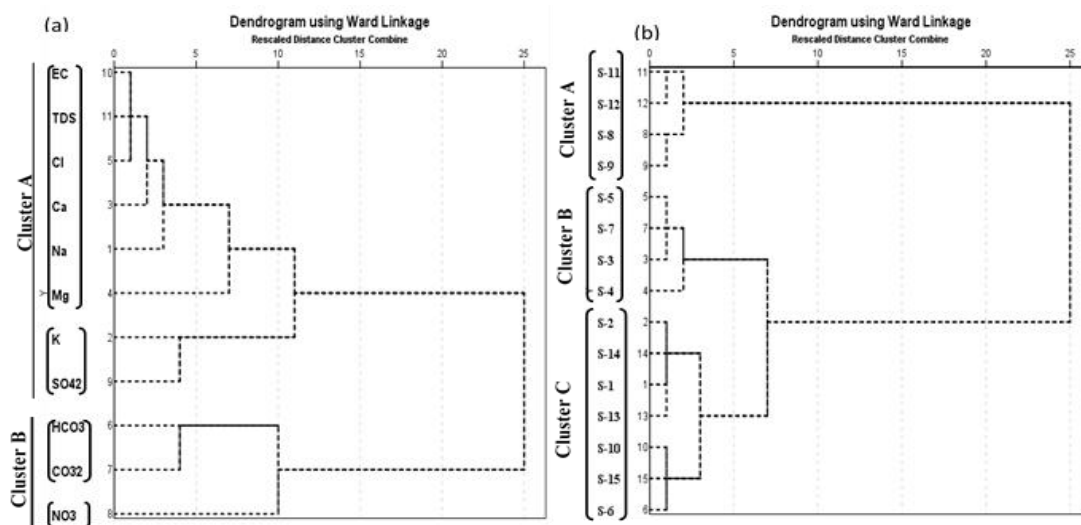 (a)
Dendrogram using Ward Linkage
Rescaled Distance Cluster Combine
0 5 10 15 20 25
Cluster A
EC 10
TDS 11
Cl 5
Ca 3
Na 1
Mg 4
K 2
SO42 9
Cluster B
HCO3 6
CO32 7
NO3 8
(b)
Dendrogram using Ward Linkage
Rescaled Distance Cluster Combine
0 5 10 15 20 25
Cluster A
S-11 11
S-12 12
S-8 8
S-9 9
Cluster B
S-5 5
S-7 7
S-3 3
S-4 4
Cluster C
S-2 2
S-14 14
S-1 1
S-13 13
S-10 10
S-15 15
S-6 6